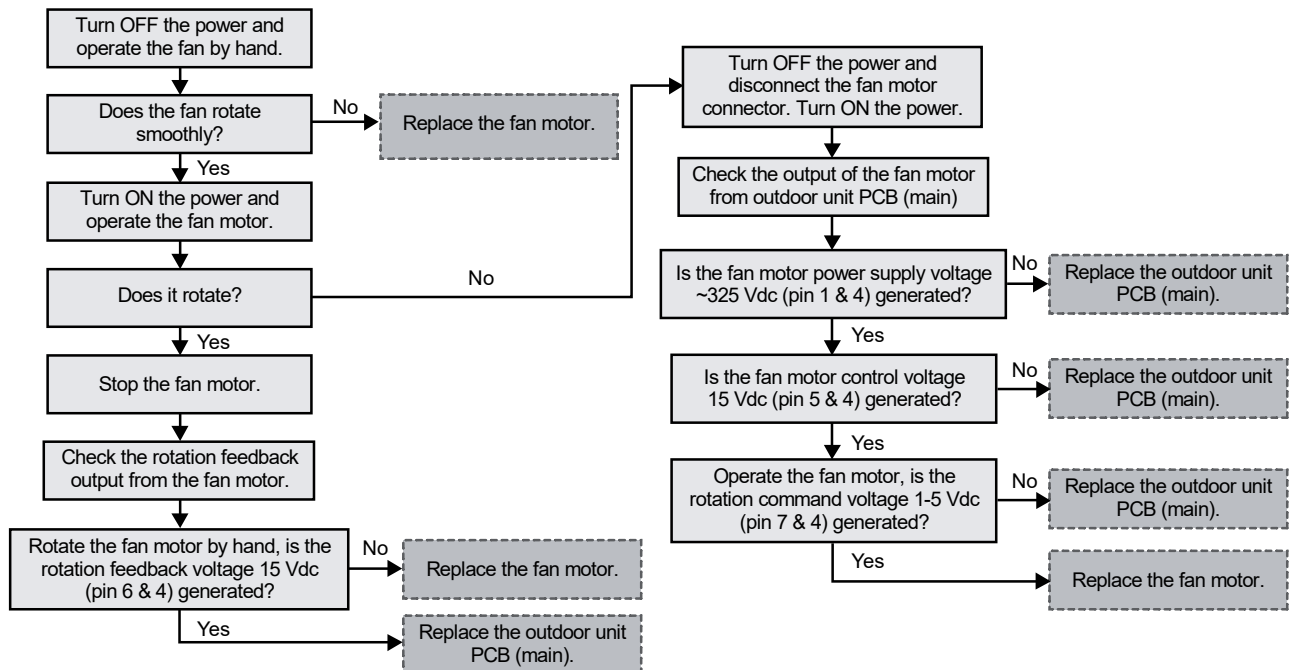 Turn OFF the power and
operate the fan by hand.
Does the fan rotate
smoothly?
No
Replace the fan motor.
Yes
Turn ON the power and
operate the fan motor.
Does it rotate?
No
Yes
Stop the fan motor.
Check the rotation feedback
output from the fan motor.
Rotate the fan motor by hand, is the
rotation feedback voltage 15 Vdc
(pin 6 & 4) generated?
No
Replace the fan motor.
Yes
Replace the outdoor unit
PCB (main).
Turn OFF the power and
disconnect the fan motor
connector. Turn ON the power.
Check the output of the fan motor
from outdoor unit PCB (main)
Is the fan motor power supply voltage
~325 Vdc (pin 1 & 4) generated?
No
Replace the outdoor unit
PCB (main).
Yes
Is the fan motor control voltage
15 Vdc (pin 5 & 4) generated?
No
Replace the outdoor unit
PCB (main).
Yes
Operate the fan motor, is the
rotation command voltage 1-5 Vdc
(pin 7 & 4) generated?
No
Replace the outdoor unit
PCB (main).
Yes
Replace the fan motor.